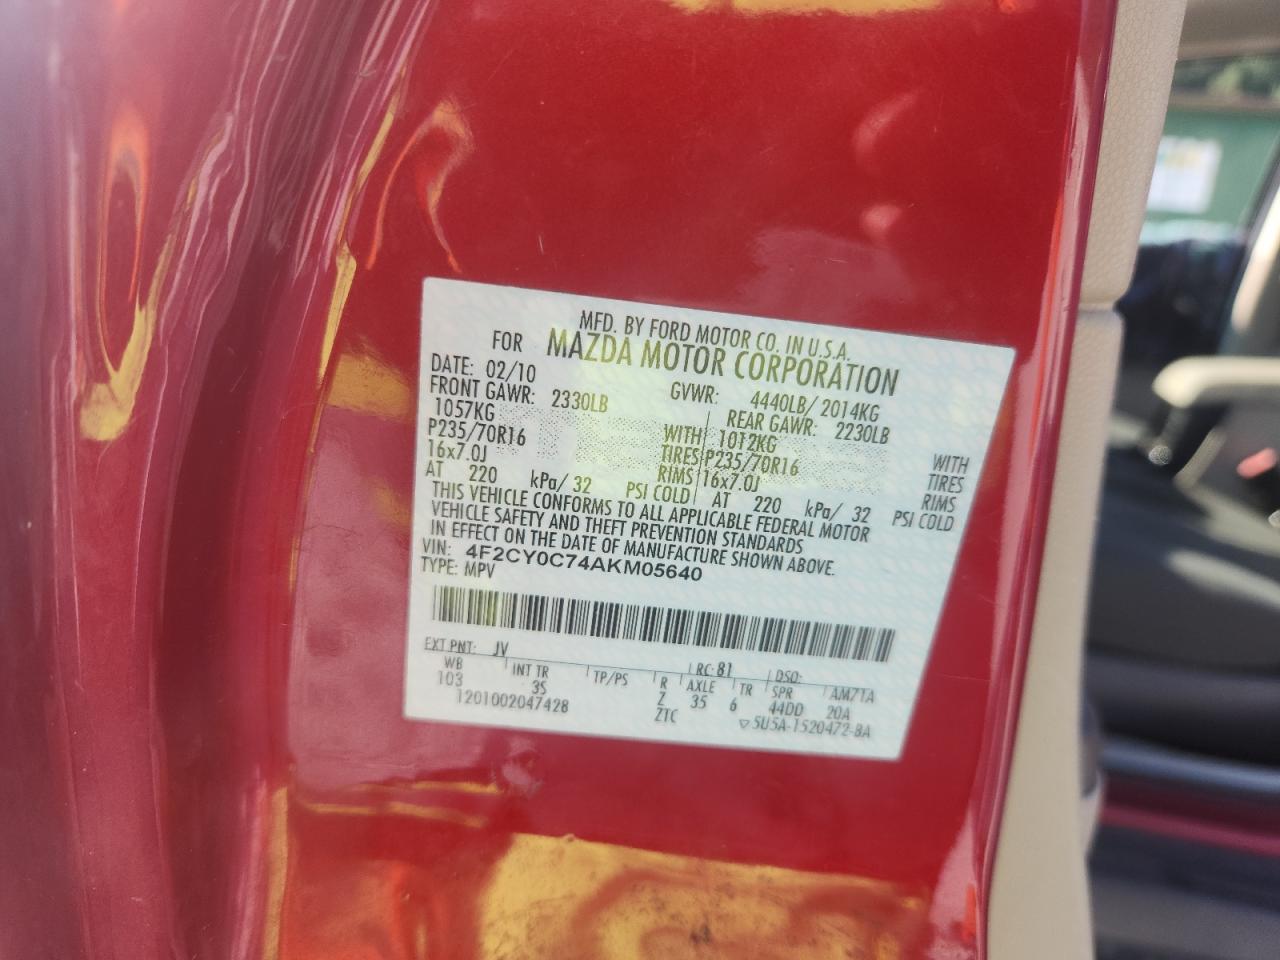 MFD. BY FORD MOTOR CO. IN U.S.A.
FOR MAZDA MOTOR CORPORATION
DATE: 02/10 GVWR: 4440LB/ 2014KG
FRONT GAWR: 2330LB REAR GAWR: 2230LB
1057KG WITH 1012KG WITH
P235/70R16 TIRES P235/70R16 TIRES
16x7.0J RIMS 16x7.0J RIMS
AT 220 kPa/ 32 PSI COLD AT 220 kPa/ 32 PSI COLD
THIS VEHICLE CONFORMS TO ALL APPLICABLE FEDERAL MOTOR
VEHICLE SAFETY AND THEFT PREVENTION STANDARDS
IN EFFECT ON THE DATE OF MANUFACTURE SHOWN ABOVE.
VIN: 4F2CY0C74AKM05640
TYPE: MPV
EXT PNT: JV RC: 81 DSO:
WB INT TR TP/PS R AXLE TR SPR AM7TA
103 3S Z 35 6 44DD 20A
1201002047428 ZTC ▽5U5A-1520472-BA